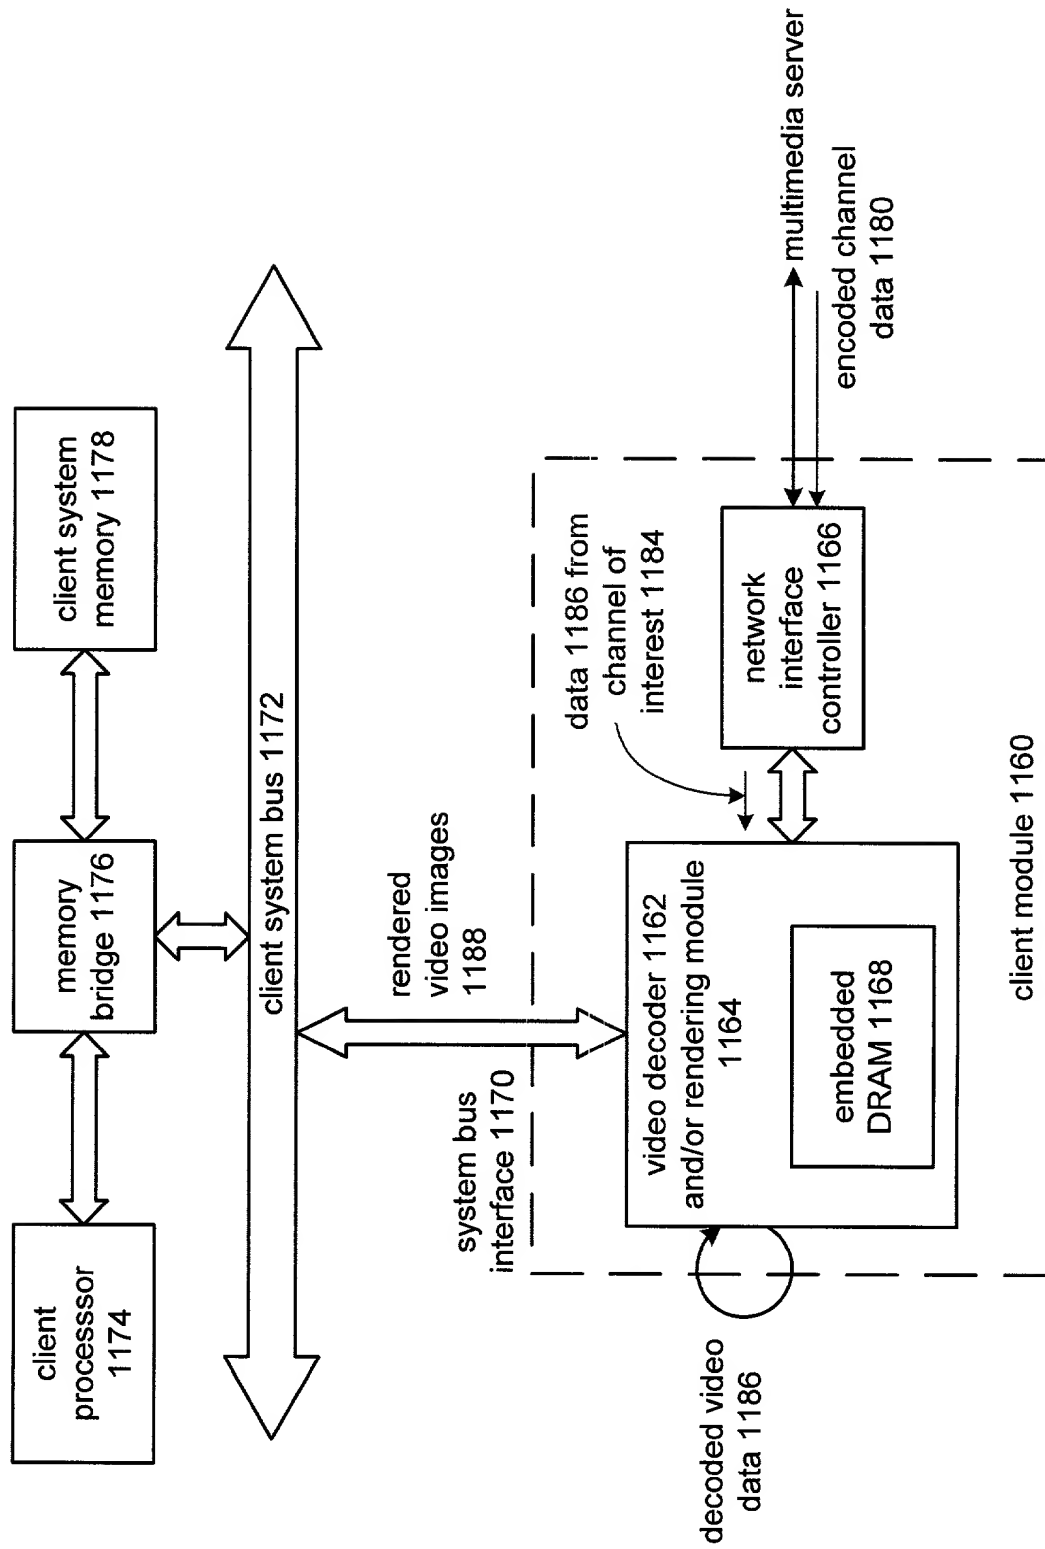 client
processsor
1174
memory
bridge 1176
client system
memory 1178
client system bus 1172
system bus
interface 1170
rendered
video images
1188
data 1186 from
channel of
interest 1184
decoded video
data 1186
video decoder 1162
and/or rendering module
1164
embedded
DRAM 1168
network
interface
controller 1166
multimedia server
encoded channel
data 1180
client module 1160